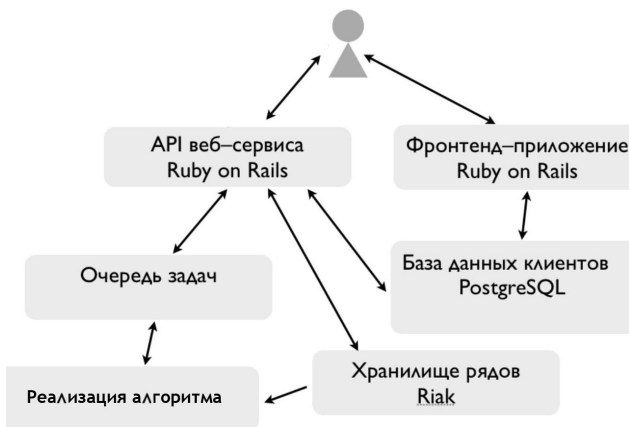 API веб–сервиса
Ruby on Rails
Фронтенд–приложение
Ruby on Rails
Очередь задач
База данных клиентов
PostgreSQL
Хранилище рядов
Riak
Реализация алгоритма